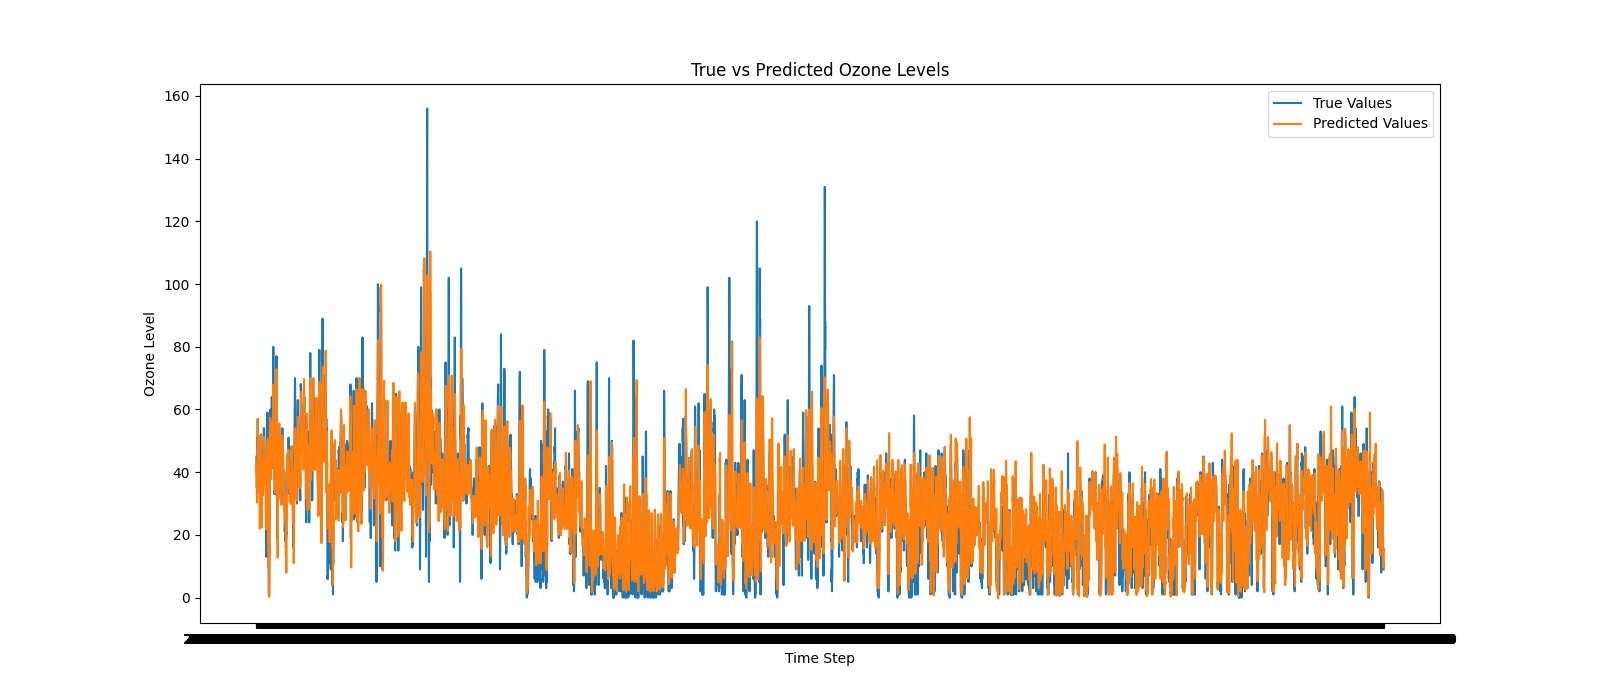 True vs Predicted Ozone Levels
True Values
Predicted Values
160
140
120
100
80
60
40
20
0
Ozone Level
Time Step